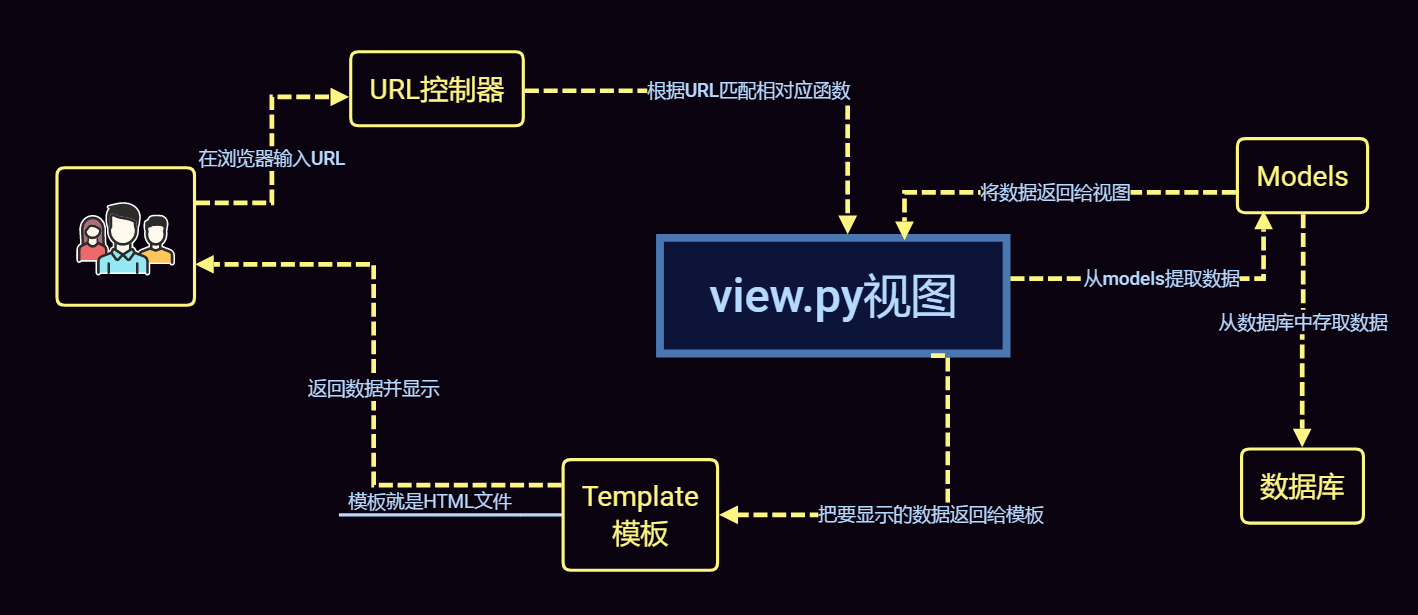 URL控制器
根据URL匹配相对应函数
在浏览器输入URL
Models
将数据返回给视图
从models提取数据
view.py视图
从数据库中存取数据
返回数据并显示
数据库
Template
模板
模板就是HTML文件
把要显示的数据返回给模板